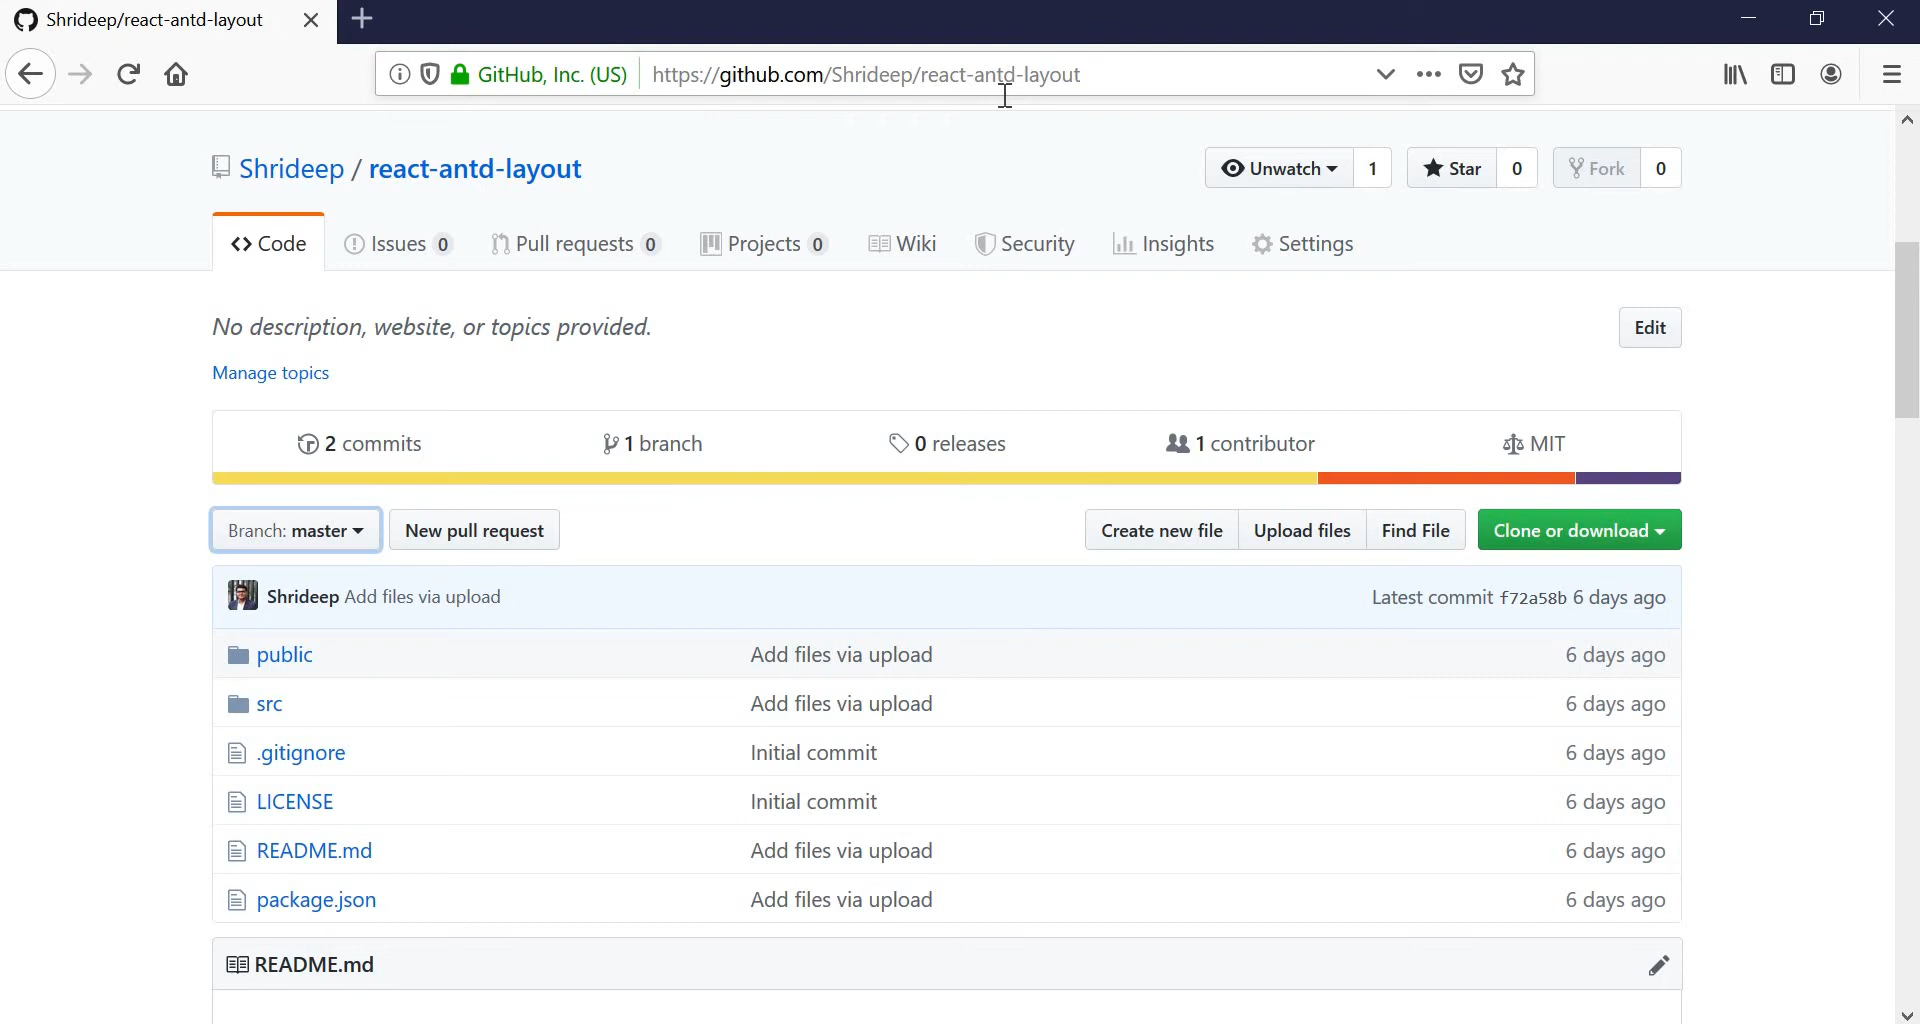 Shrideep/react-antd-layout
GitHub, Inc. (US) https://github.com/Shrideep/react-antd-layout
Shrideep / react-antd-layout
Unwatch 1 Star 0 Fork 0
Code Issues 0 Pull requests 0 Projects 0 Wiki Security Insights Settings
No description, website, or topics provided.
Edit
Manage topics
2 commits 1 branch 0 releases 1 contributor MIT
Branch: master New pull request Create new file Upload files Find File Clone or download
Shrideep Add files via upload Latest commit f72a58b 6 days ago
public Add files via upload 6 days ago
src Add files via upload 6 days ago
.gitignore Initial commit 6 days ago
LICENSE Initial commit 6 days ago
README.md Add files via upload 6 days ago
package.json Add files via upload 6 days ago
README.md